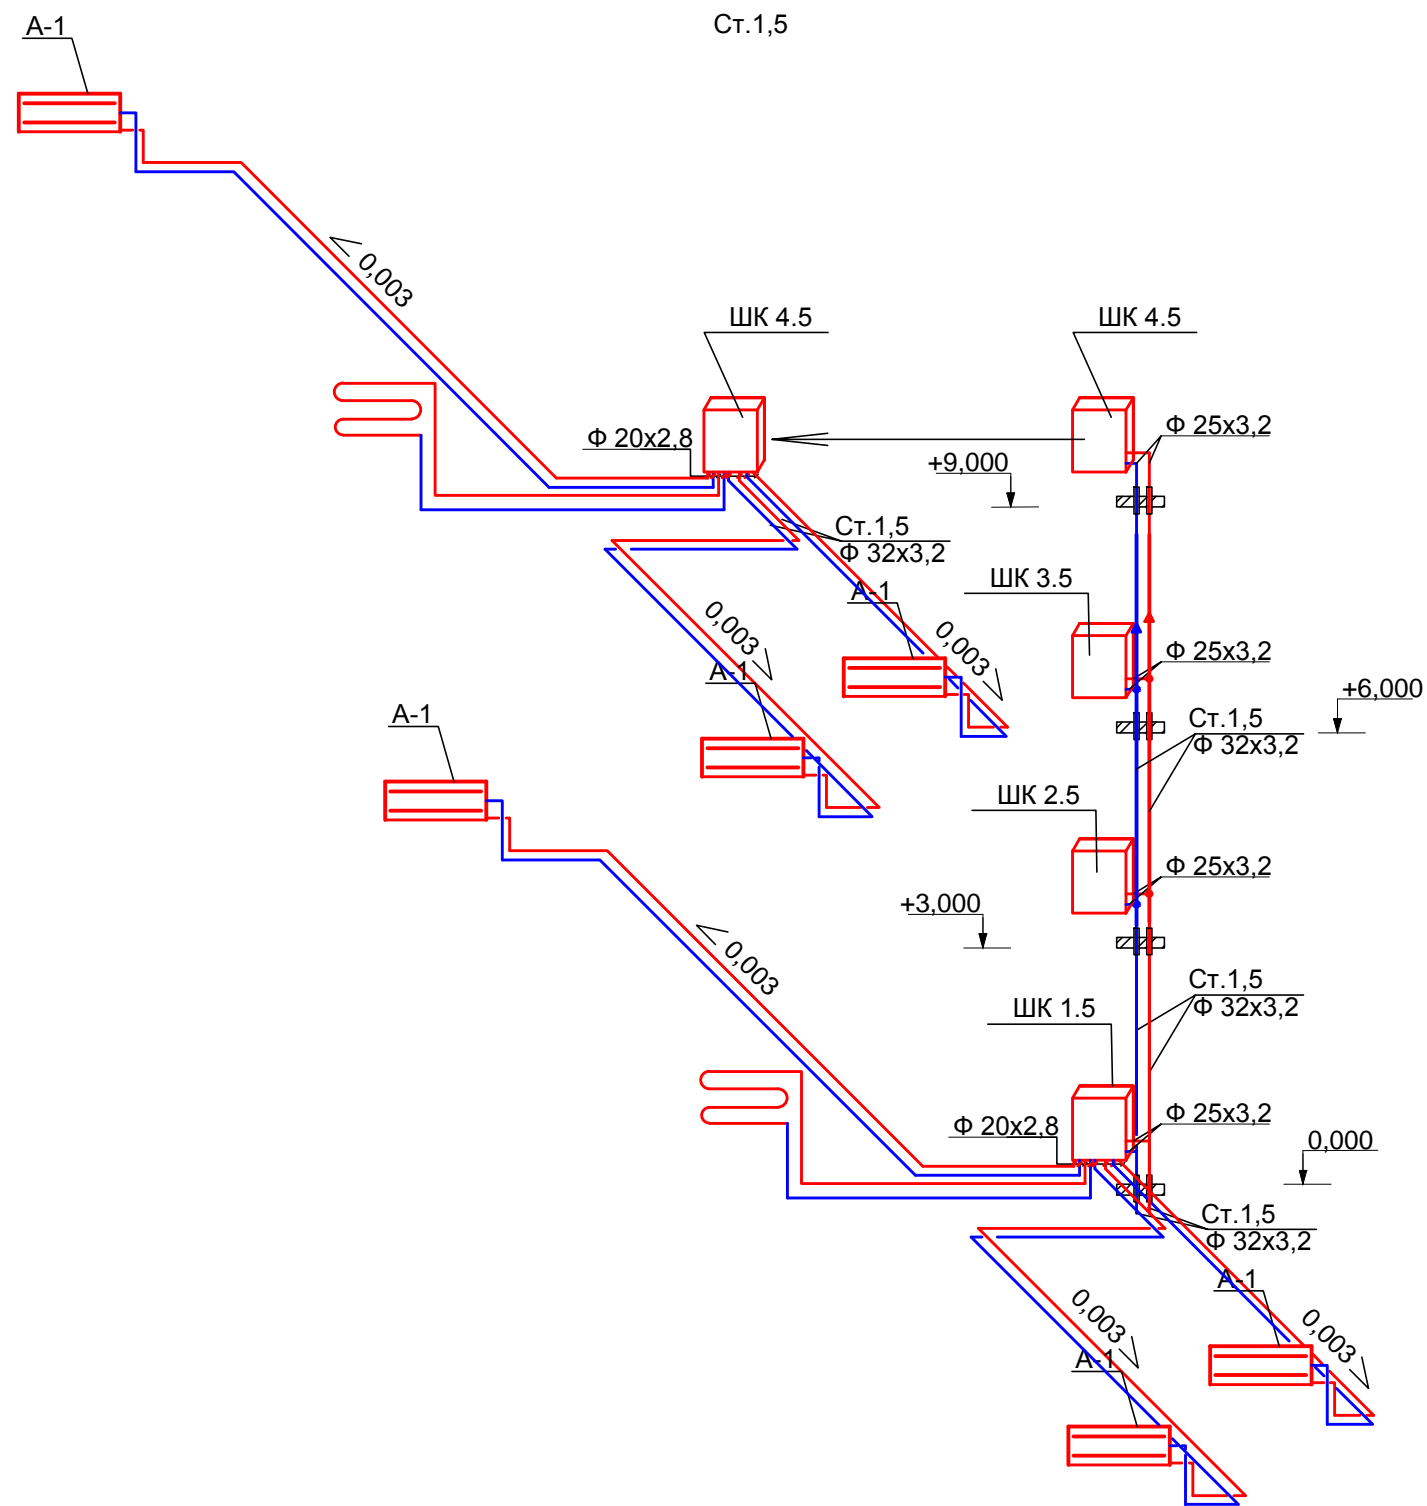 А-1
Ст.1,5
0,003
ШК 4.5
ШК 4.5
Ф 20х2,8
Ф 25х3,2
+9,000
Ст.1,5
Ф 32х3,2
ШК 3.5
А-1
0,003
0,003
Ф 25х3,2
А-1
+6,000
А-1
Ст.1,5
Ф 32х3,2
ШК 2.5
Ф 25х3,2
+3,000
0,003
Ст.1,5
Ф 32х3,2
ШК 1.5
Ф 20х2,8
Ф 25х3,2
0,000
Ст.1,5
Ф 32х3,2
А-1
0,003
0,003
А-1